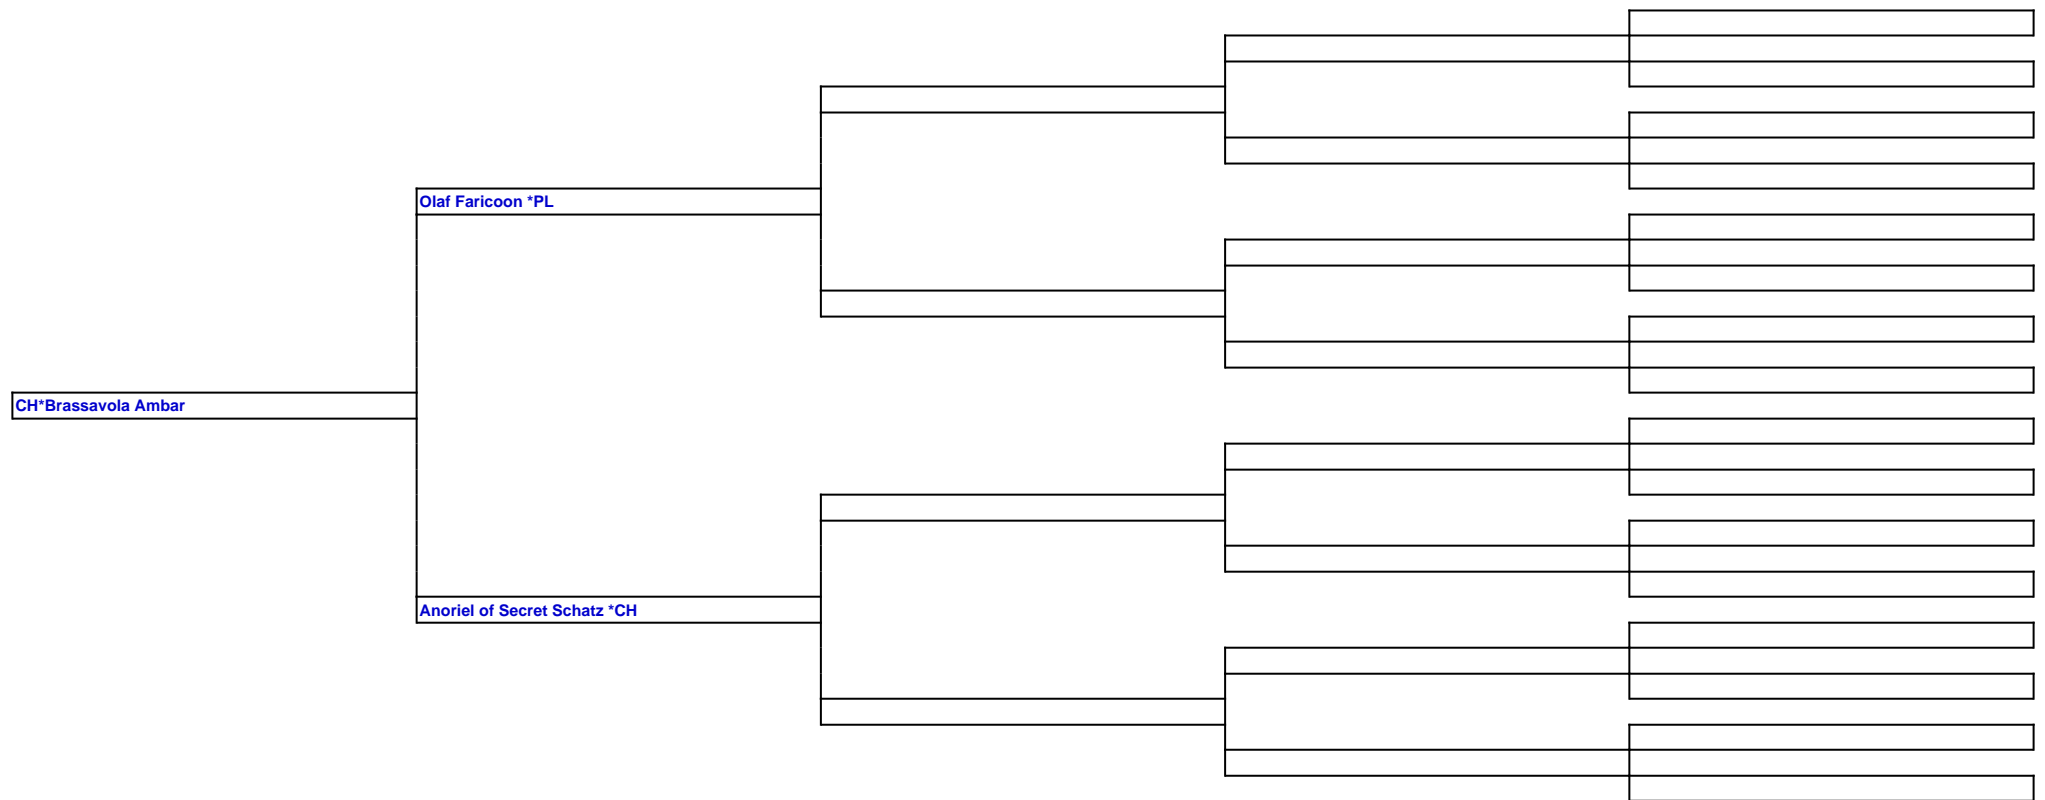 Olaf Faricoon *PL
CH*Brassavola Ambar
Anoriel of Secret Schatz *CH